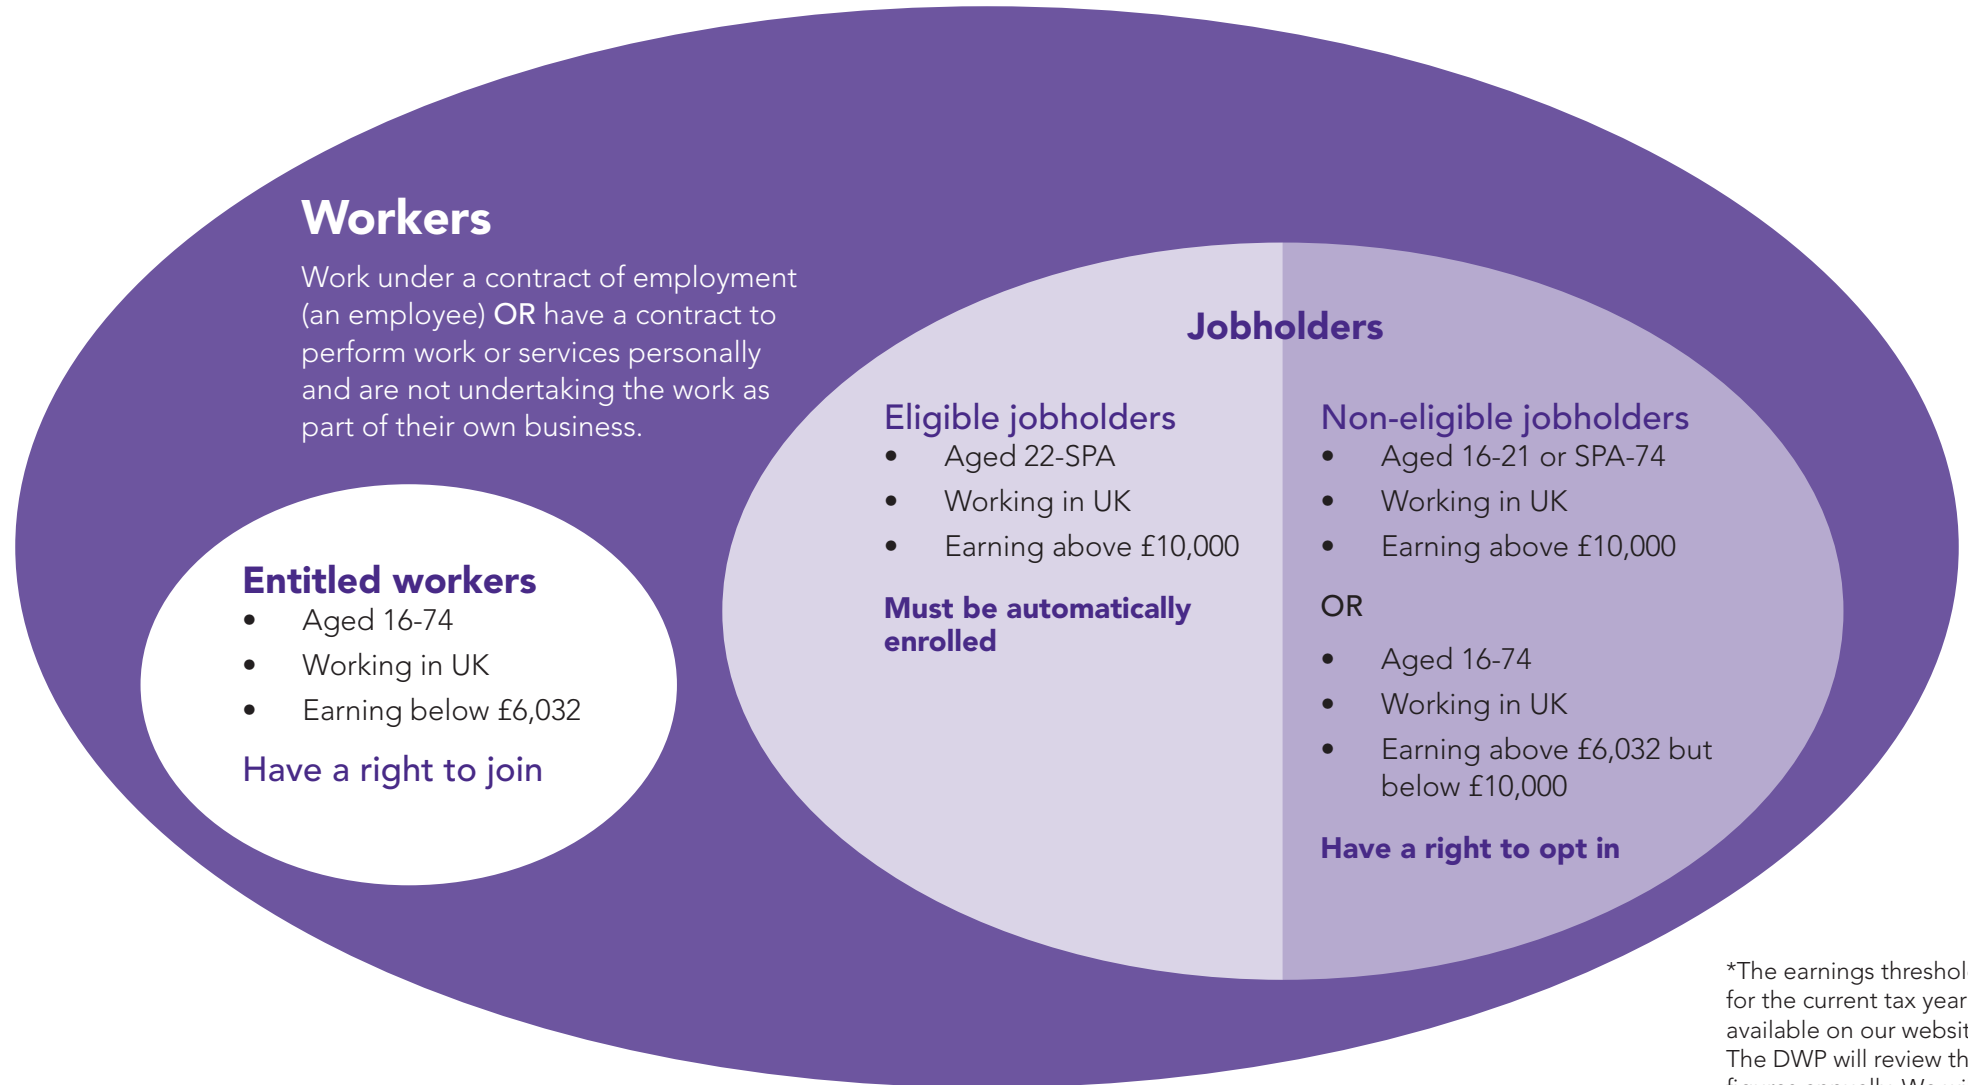 Workers
Work under a contract of employment
(an employee) OR have a contract to
perform work or services personally
and are not undertaking the work as
part of their own business.
Entitled workers
• Aged 16-74
• Working in UK
• Earning below £6,032
Have a right to join
Jobholders
Eligible jobholders
• Aged 22-SPA
• Working in UK
• Earning above £10,000
Must be automatically
enrolled
Non-eligible jobholders
• Aged 16-21 or SPA-74
• Working in UK
• Earning above £10,000
OR
• Aged 16-74
• Working in UK
• Earning above £6,032 but
below £10,000
Have a right to opt in
*The earnings
for the current tax year
available on our
The DWP will review